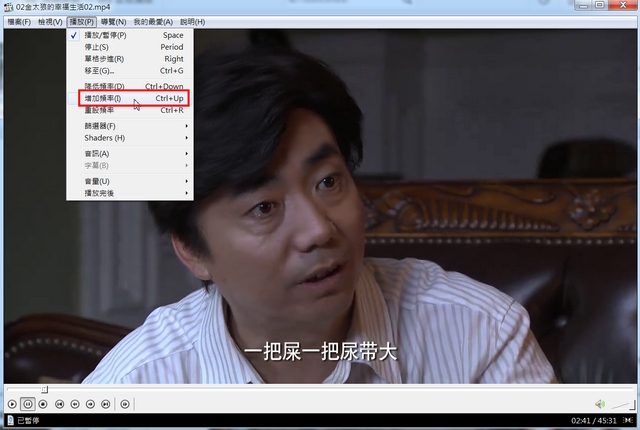 02金太狼的幸福生活02.mp4
檔案(F) 檢視(V) 播放(P) 導覽(N) 我的最愛(A) 說明(H)
播放/暫停(P) Space
停止(S) Period
單格步進(R) Right
移至(G)... Ctrl+G
降低頻率(D) Ctrl+Down
增加頻率(I) Ctrl+Up
重設頻率 Ctrl+R
篩選器(F)
Shaders (H)
音訊(A)
字幕(B)
音量(U)
播放完後
一把屎一把尿带大
已暫停 02:41 / 45:31